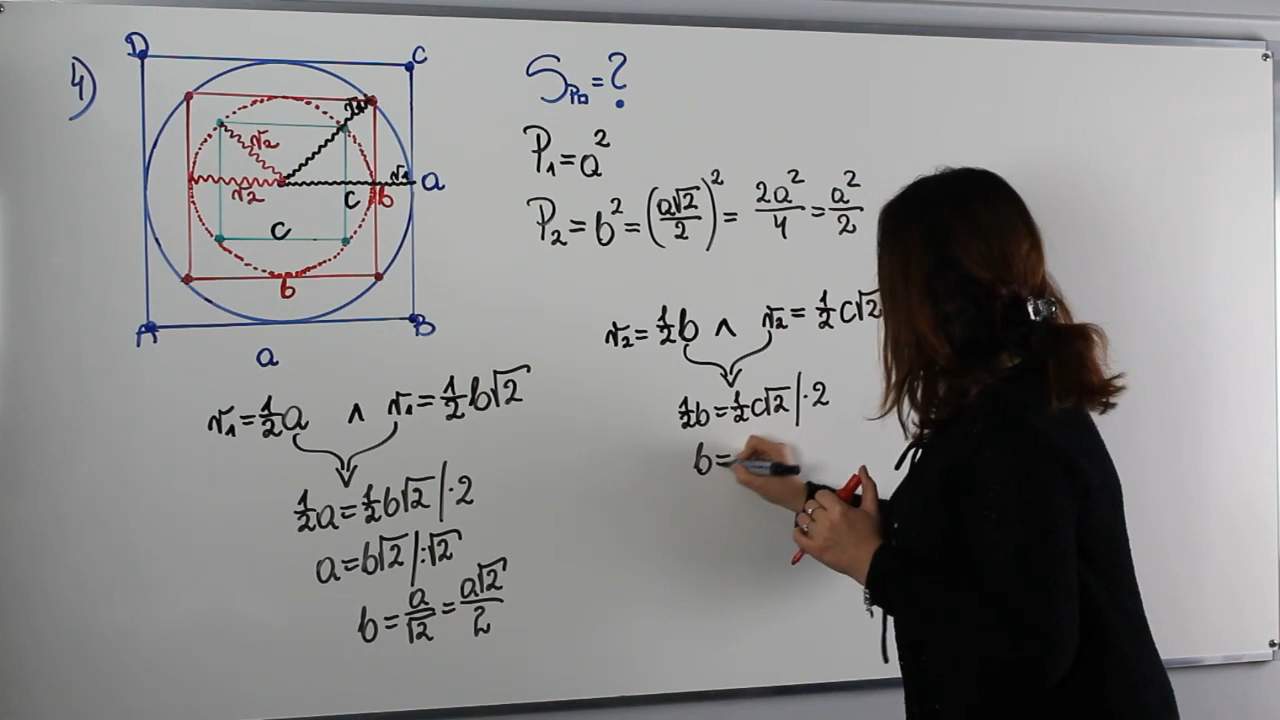 4)
D
C
r₁
r₂
r₁
r₂
a
c
b
c
b
A
B
a
S_P□ = ?
P₁ = a²
P₂ = b² = (a√2/2)² = 2a²/4 = a²/2
r₁ = ½a ∧ r₁ = ½b√2
½a = ½b√2 | ·2
a = b√2 | :√2
b = a/√2 = a√2/2
r₂ = ½b ∧ r₂ = ½c√2
½b = ½c√2 | ·2
b =